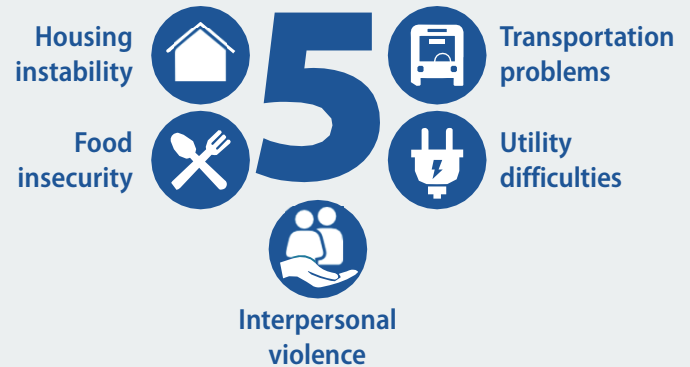 Housing
instability
5
Transportation
problems
Food
insecurity
Utility
difficulties
Interpersonal
violence